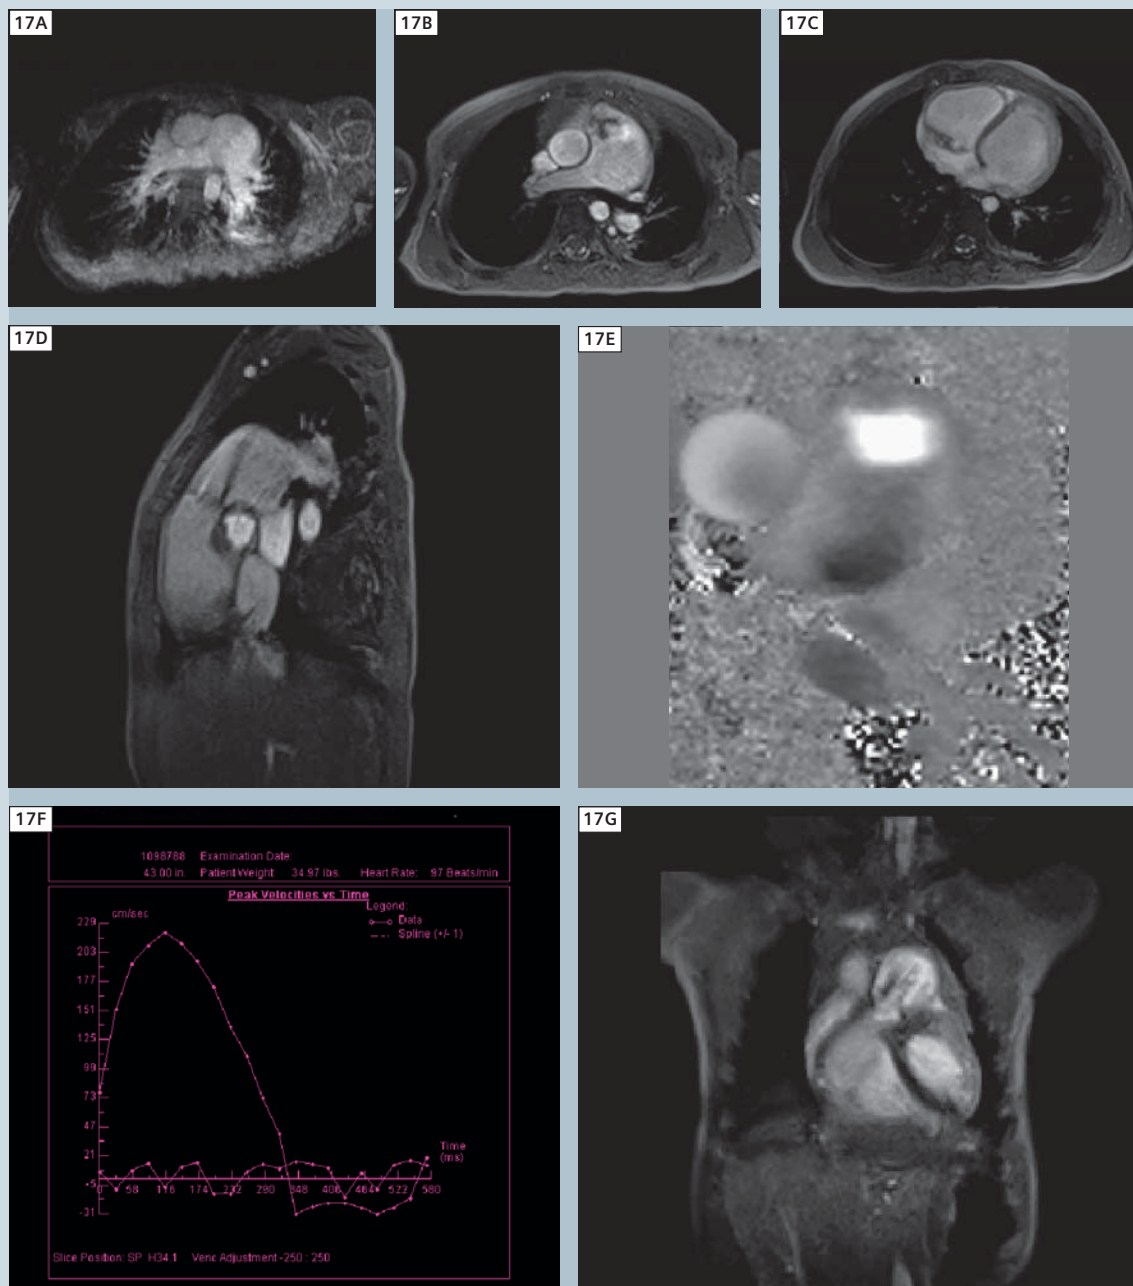 17A
17B
17C
17D
17E
17F
1098788 Examination Date:
43.00 in. Patient Weight: 34.97 lbs. Heart Rate: 97 Beats/min
Peak Velocities vs Time
cm/sec
Legend:
Data
Spline (+/- 1)
229
203
177
151
125
99
73
47
21
-5
-31
Time
(ms)
0 58 116 174 232 290 348 406 464 522 580
Slice Position: SP H34.1 Venc Adjustment -250 : 250
17G